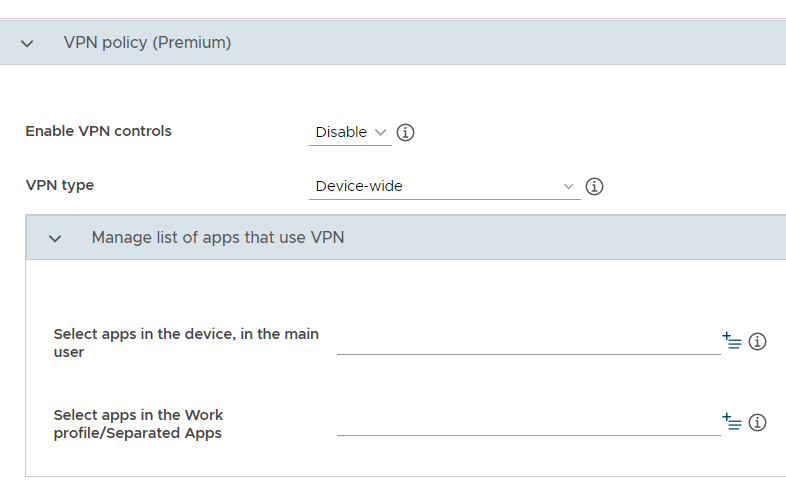 VPN policy (Premium)
Enable VPN controls
Disable
VPN type
Device-wide
Manage list of apps that use VPN
Select apps in the device, in the main
user
Select apps in the Work
profile/Separated Apps